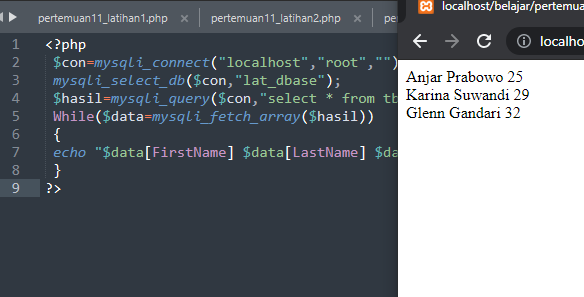 pertemuan11_latihan1.php × pertemuan11_latihan2.php × pe
localhost/belajar/pertemua
localho
1 <?php
2 $con=mysqli_connect("localhost","root","")
3 mysqli_select_db($con,"lat_dbase");
4 $hasil=mysqli_query($con,"select * from tb
5 While($data=mysqli_fetch_array($hasil))
6 {
7 echo "$data[FirstName] $data[LastName] $da
8 }
9 ?>
Anjar Prabowo 25
Karina Suwandi 29
Glenn Gandari 32